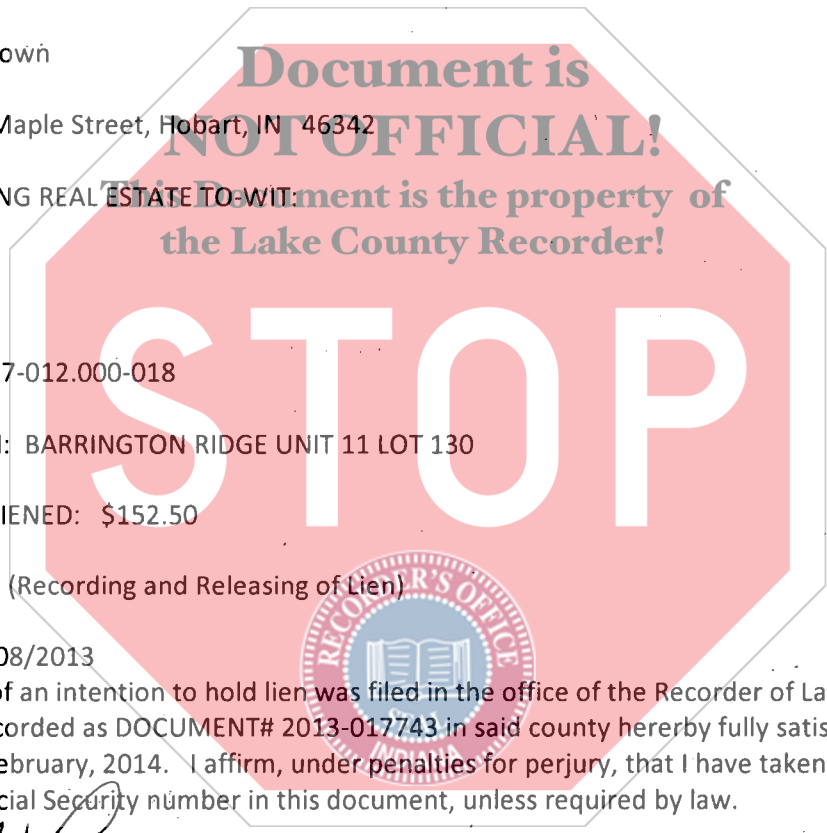 own
Document is
Maple Street, Hobart, IN 46342
NOT OFFICIAL!
NG REAL ESTATE TO-WIT:
This Document is the property of
the Lake County Recorder!
7-012.000-018
STOP
: BARRINGTON RIDGE UNIT 11 LOT 130
IENED: $152.50
(Recording and Releasing of Lien)
RECORDER'S OFFICE
08/2013
of an intention to hold lien was filed in the office of the Recorder of La
corded as DOCUMENT# 2013-017743 in said county hererby fully satis
SEAL
INDIANA
ebruary, 2014. I affirm, under penalties for perjury, that I have taken
cial Security number in this document, unless required by law.